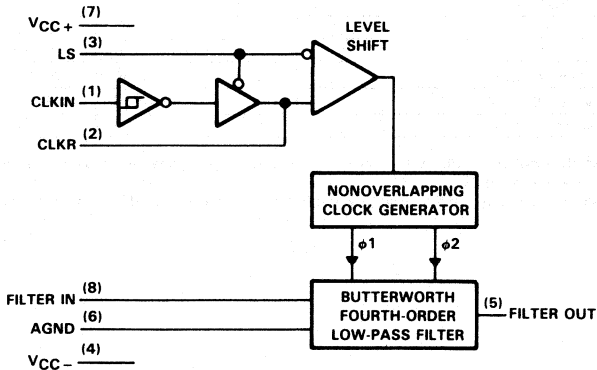 VCC+ (7)
LS (3)
LEVEL
SHIFT
CLKIN (1)
CLKR (2)
NONOVERLAPPING
CLOCK GENERATOR
ϕ1 ϕ2
FILTER IN (8)
AGND (6)
BUTTERWORTH
FOURTH-ORDER
LOW-PASS FILTER
(5) FILTER OUT
VCC− (4)